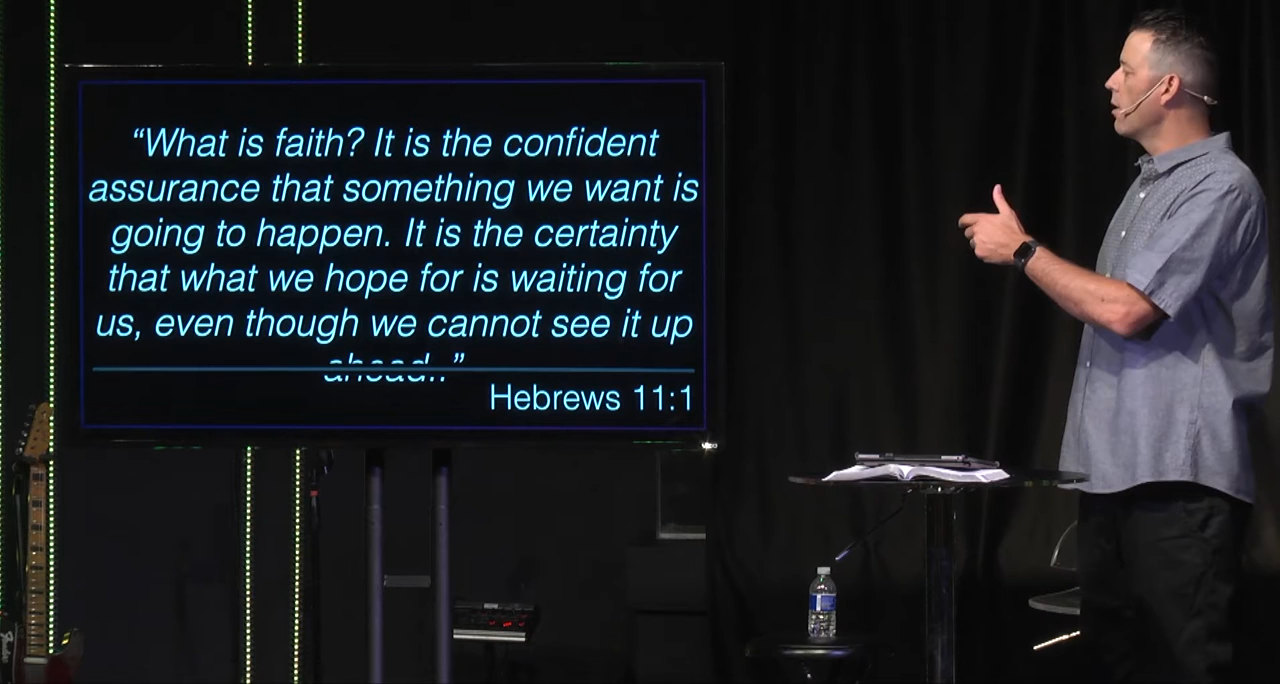 “What is faith? It is the confident
assurance that something we want is
going to happen. It is the certainty
that what we hope for is waiting for
us, even though we cannot see it up
ahead..”
Hebrews 11:1
Fender